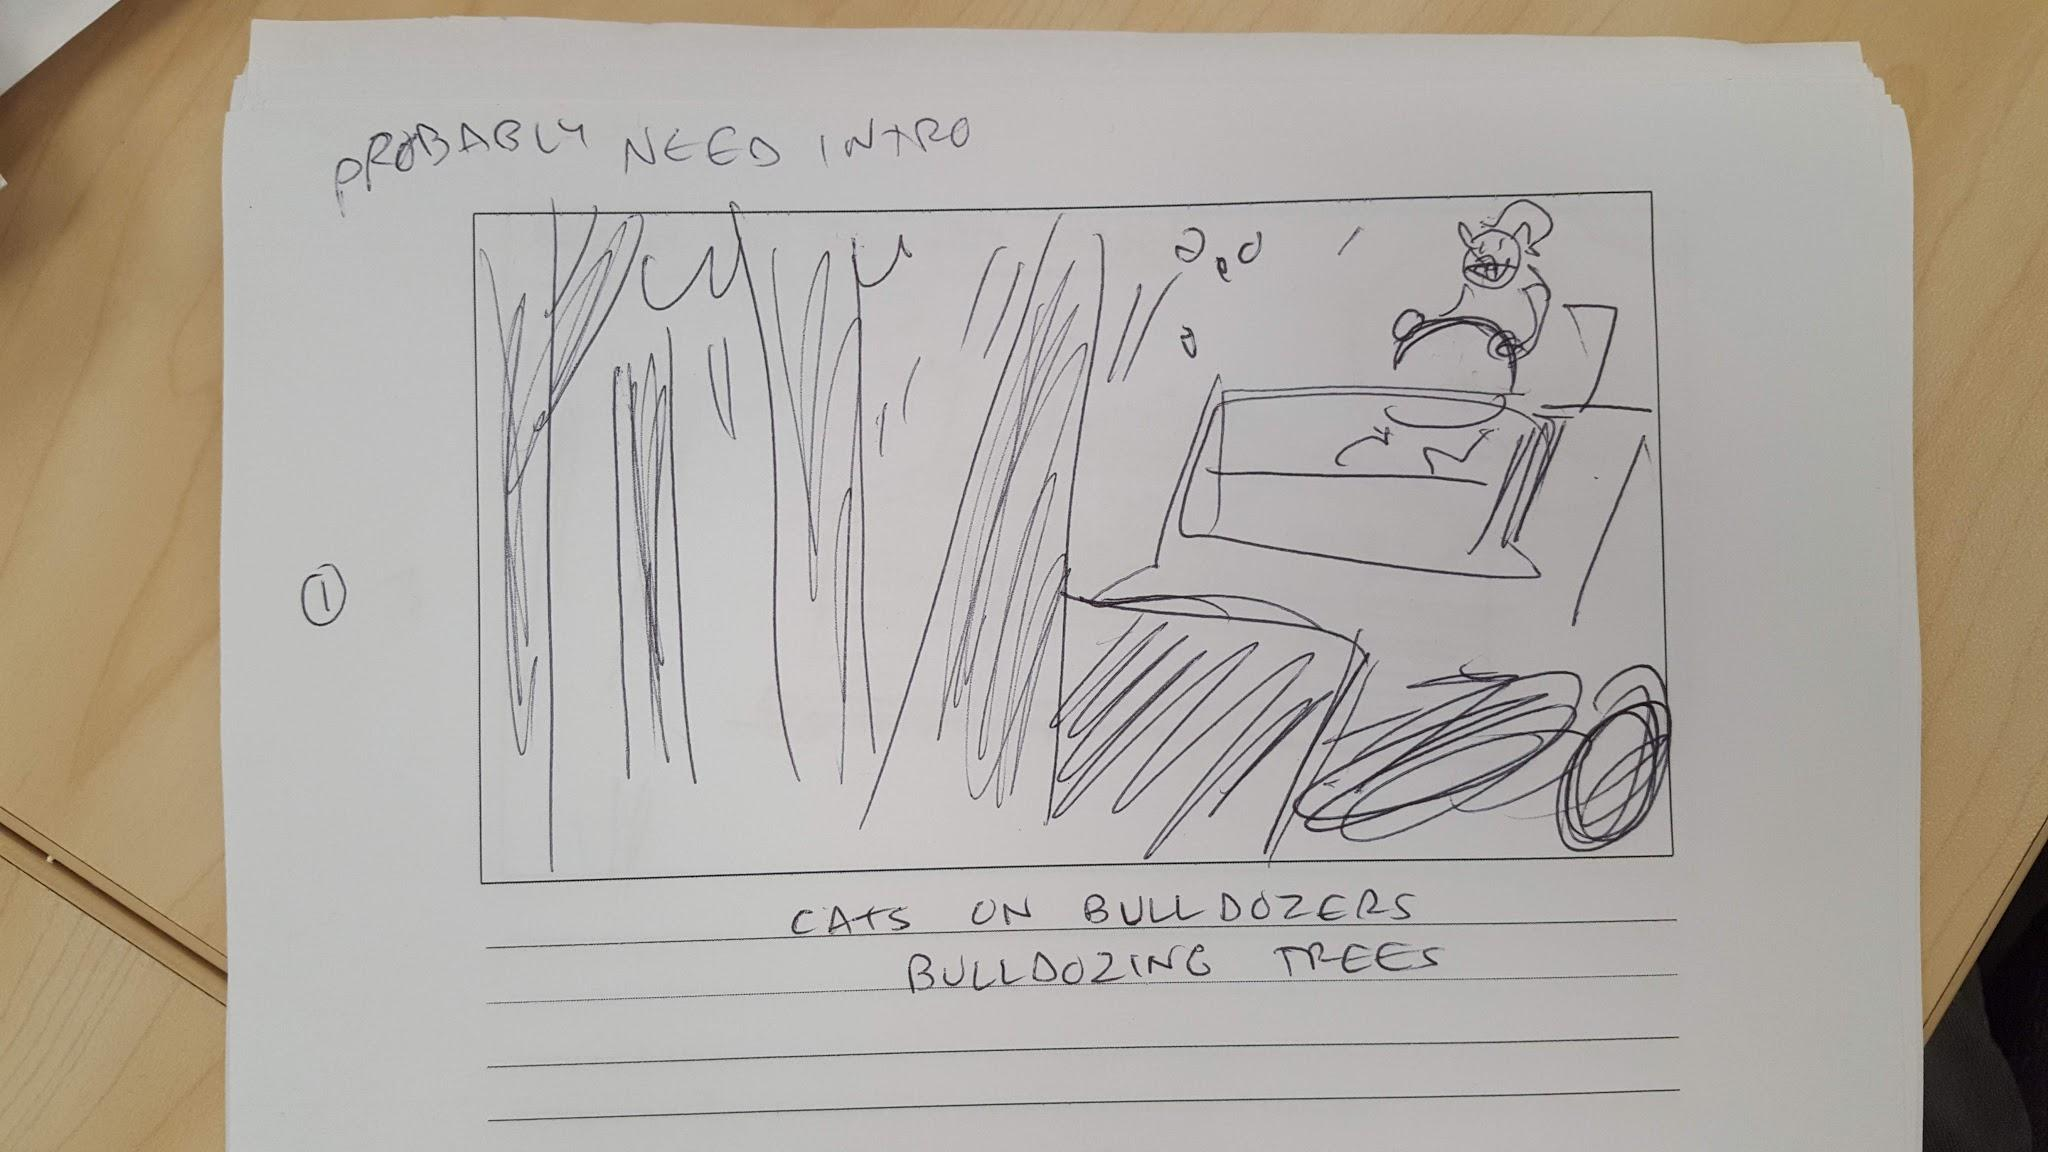 PROBABLY NEED INTRO
1
CATS ON BULLDOZERS
BULLDOZING TREES